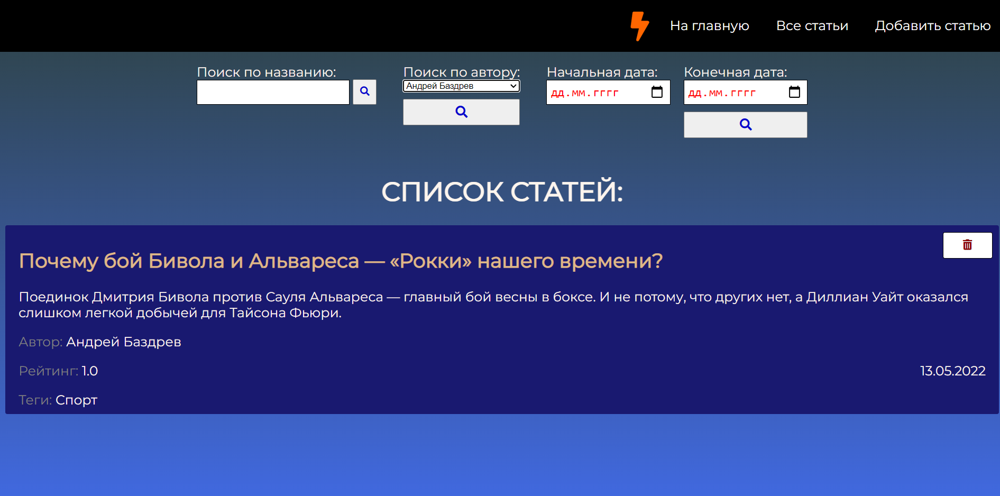 На главную Все статьи Добавить статью
Поиск по названию: Поиск по автору: Начальная дата: Конечная дата:
Андрей Баздрев
дд.мм.гггг дд.мм.гггг
СПИСОК СТАТЕЙ:
Почему бой Бивола и Альвареса — «Рокки» нашего времени?
Поединок Дмитрия Бивола против Сауля Альвареса — главный бой весны в боксе. И не потому, что других нет, а Диллиан Уайт оказался
слишком легкой добычей для Тайсона Фьюри.
Автор: Андрей Баздрев
Рейтинг: 1.0 13.05.2022
Теги: Спорт